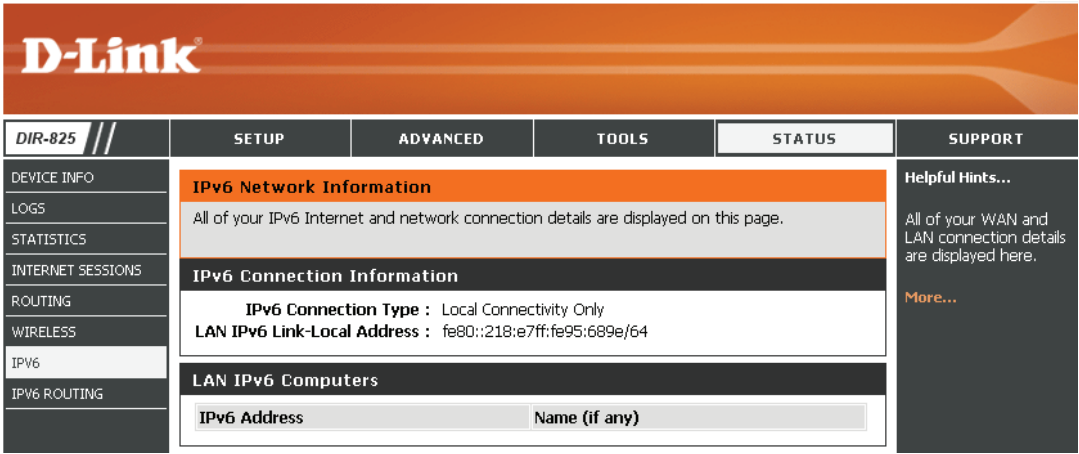 D-Link®
DIR-825
SETUP
ADVANCED
TOOLS
STATUS
SUPPORT
DEVICE INFO
LOGS
STATISTICS
INTERNET SESSIONS
ROUTING
WIRELESS
IPV6
IPV6 ROUTING
IPv6 Network Information
All of your IPv6 Internet and network connection details are displayed on this page.
IPv6 Connection Information
IPv6 Connection Type : Local Connectivity Only
LAN IPv6 Link-Local Address : fe80::218:e7ff:fe95:689e/64
LAN IPv6 Computers
IPv6 Address
Name (if any)
Helpful Hints...
All of your WAN and
LAN connection details
are displayed here.
More...